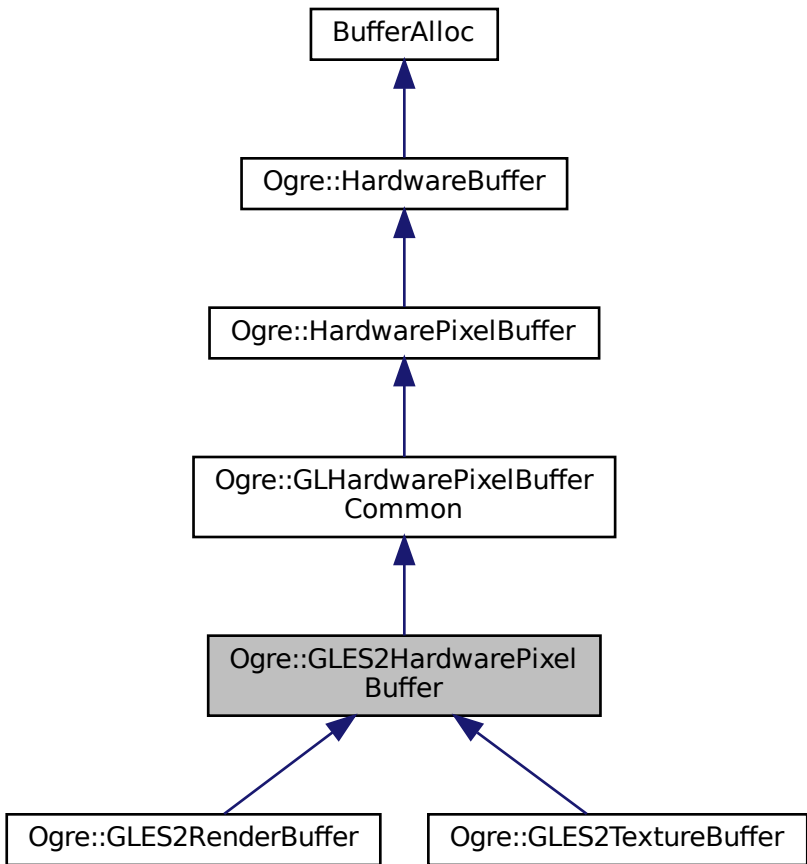 BufferAlloc
Ogre::HardwareBuffer
Ogre::HardwarePixelBuffer
Ogre::GLHardwarePixelBuffer
Common
Ogre::GLES2HardwarePixel
Buffer
Ogre::GLES2RenderBuffer
Ogre::GLES2TextureBuffer